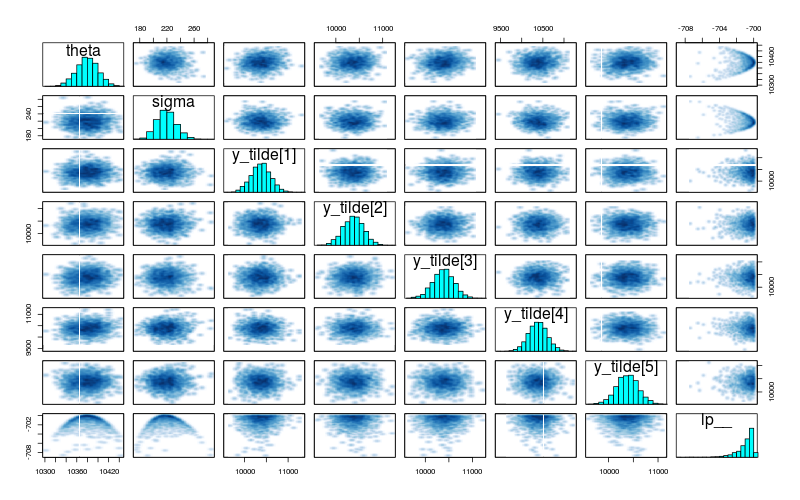 180 220 260
10000 11000
9500 10500
-708 -704 -700
theta
10300 10400
180 240
sigma
y_tilde[1]
10000
10000
y_tilde[2]
y_tilde[3]
10000
9500 11000
y_tilde[4]
y_tilde[5]
10000
-708 -702
lp__
10300 10360 10420
10000 11000
10000 11000
10000 11000